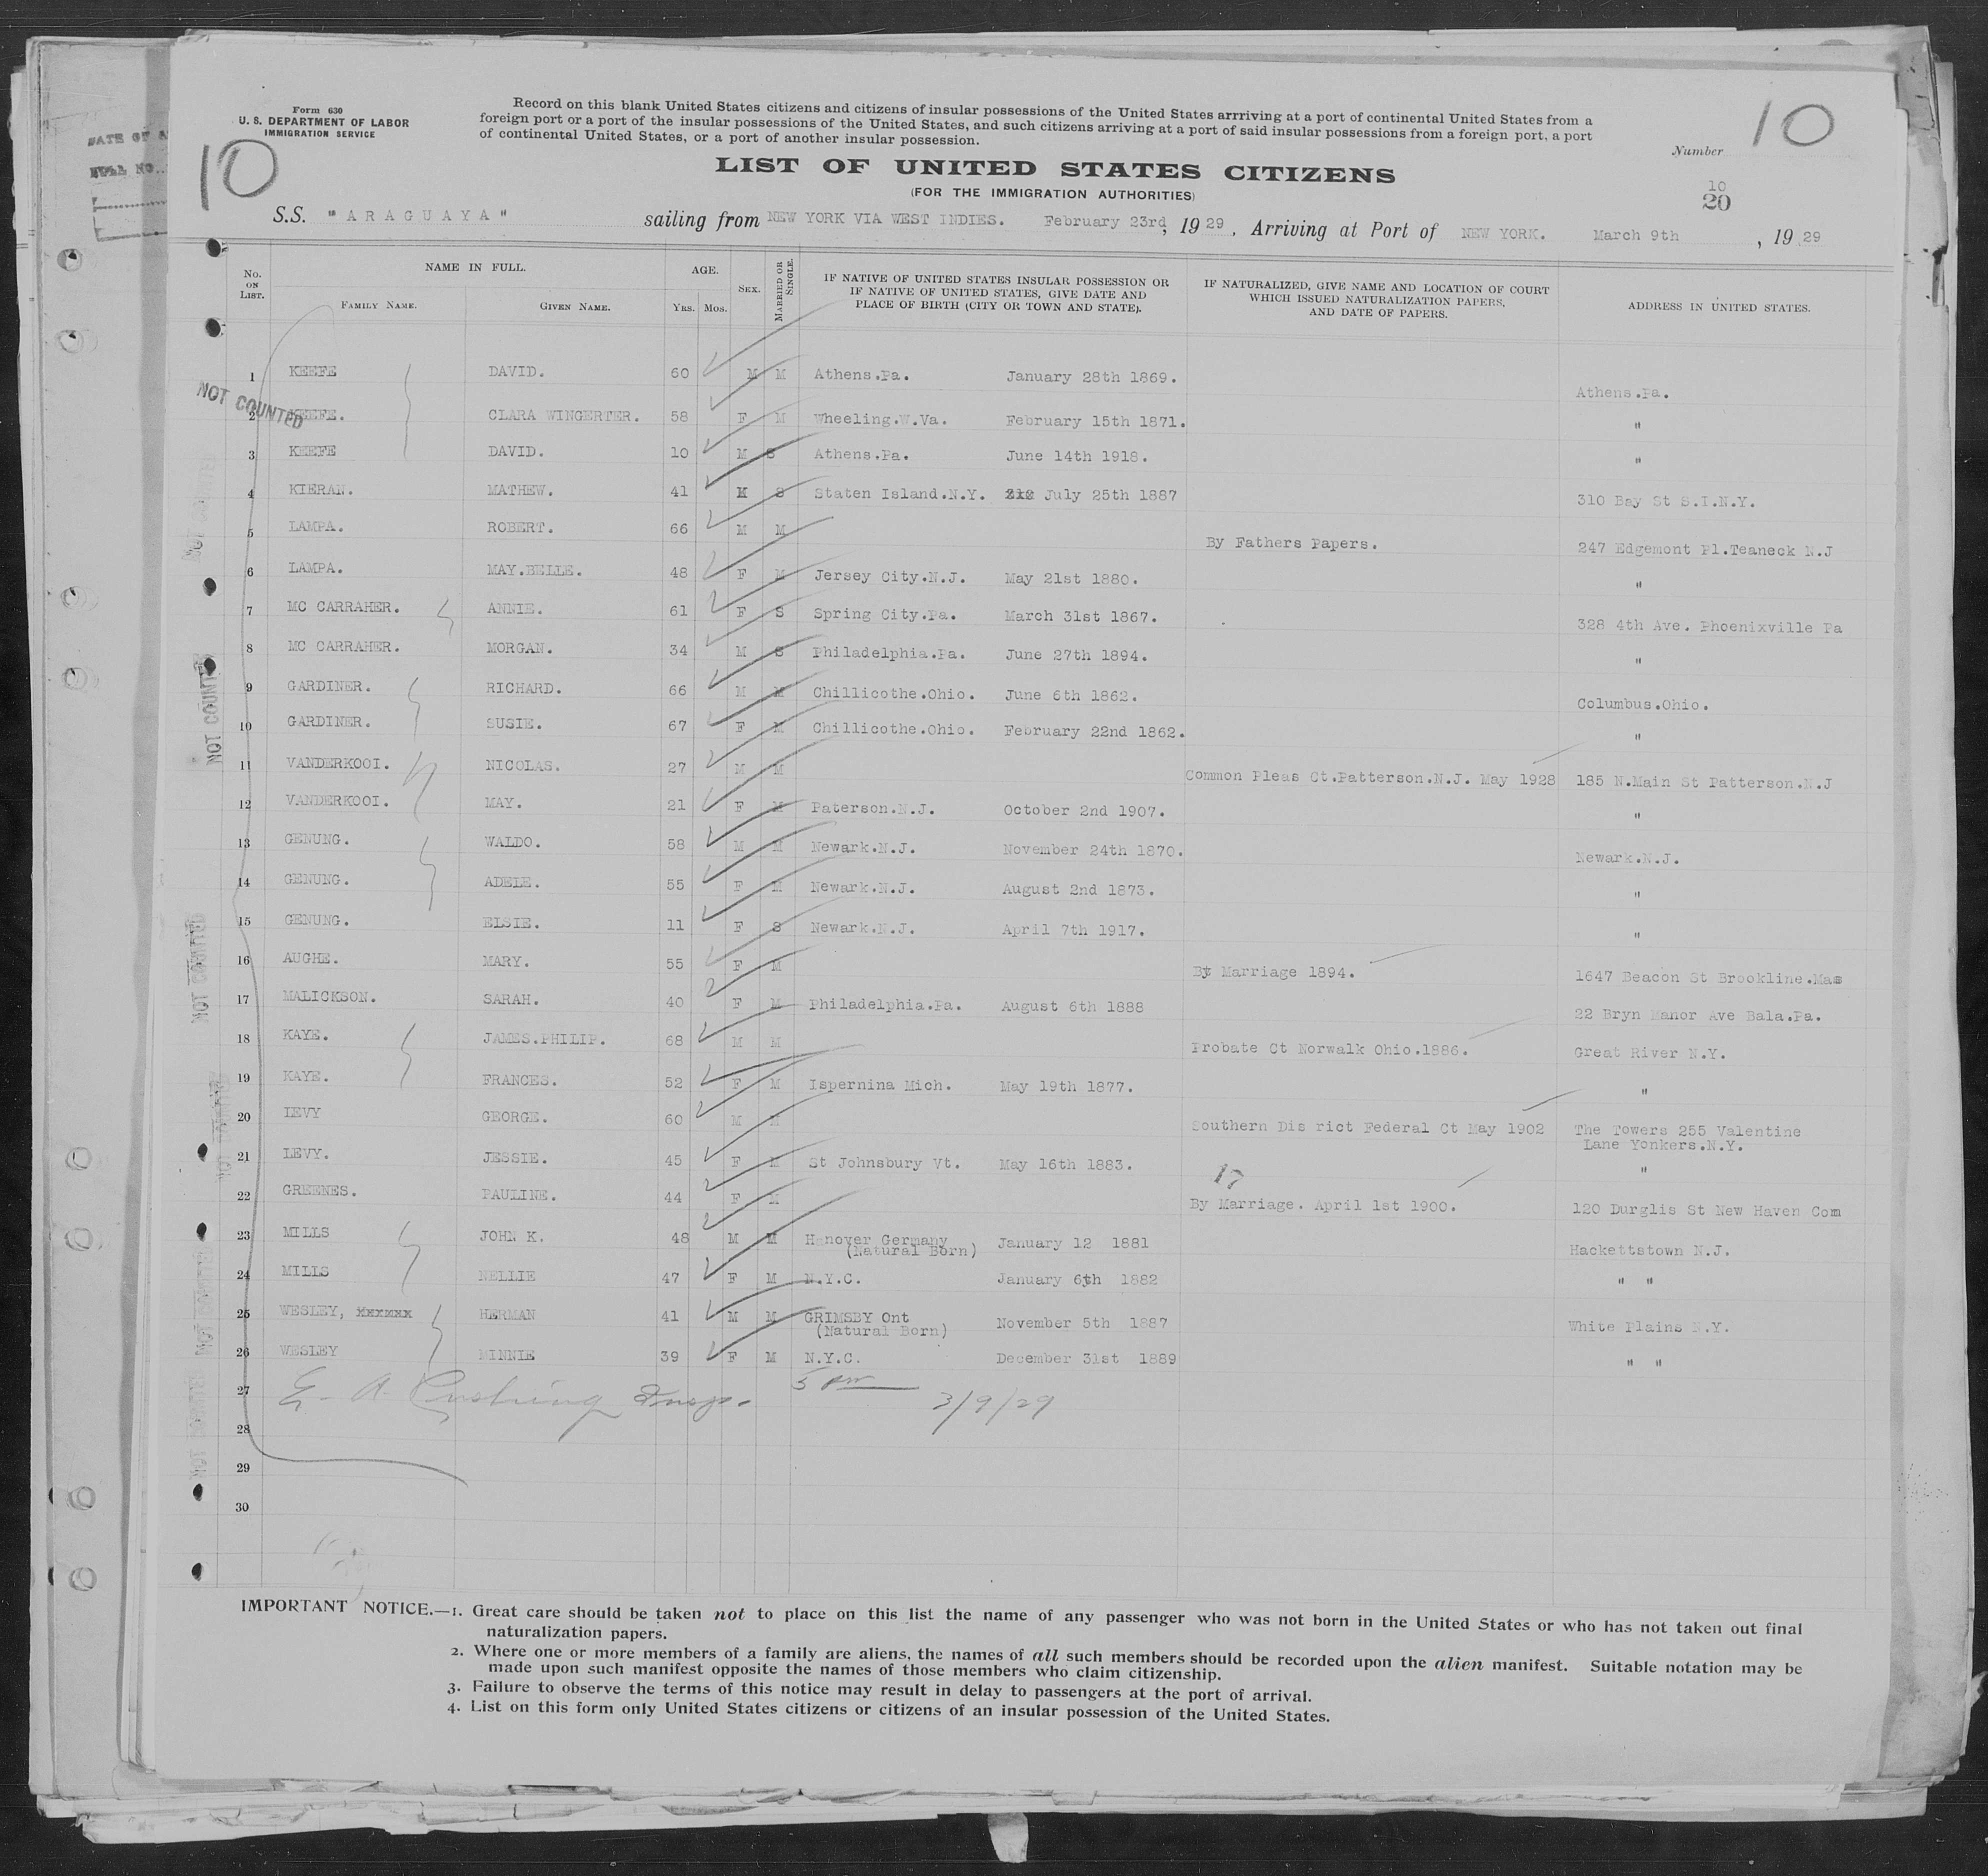 Form 630
U. S. DEPARTMENT OF LABOR
IMMIGRATION SERVICE
Record on this blank United States citizens and citizens of insular possessions of the United States arrriving at a port of continental United States from a
foreign port or a port of the insular possessions of the United States, and such citizens arriving at a port of said insular possessions from a foreign port, a port
of continental United States, or a port of another insular possession.
10
10
Number
LIST OF UNITED STATES CITIZENS
(FOR THE IMMIGRATION AUTHORITIES)
10
20
S.S. "ARAGUAYA" sailing from NEW YORK VIA WEST INDIES. February 23rd, 1929. Arriving at Port of NEW YORK. March 9th, 1929
No. ON LIST. NAME IN FULL. FAMILY NAME. GIVEN NAME. AGE. YRS. MOS. SEX. MARRIED OR SINGLE.
IF NATIVE OF UNITED STATES INSULAR POSSESSION OR
IF NATIVE OF UNITED STATES, GIVE DATE AND
PLACE OF BIRTH (CITY OR TOWN AND STATE).
IF NATURALIZED, GIVE NAME AND LOCATION OF COURT
WHICH ISSUED NATURALIZATION PAPERS,
AND DATE OF PAPERS.
ADDRESS IN UNITED STATES.
1 KEEFE DAVID. 60 M M Athens.Pa. January 28th 1869. Athens.Pa.
NOT COUNTED
2 KEEFE. CLARA WINGERTER. 58 F M Wheeling.W.Va. February 15th 1871. "
3 KEEFE DAVID. 10 M S Athens.Pa. June 14th 1918. "
4 KIERAN. MATHEW. 41 M S Staten Island.N.Y. July 25th 1887 310 Bay St S.I.N.Y.
5 LAMPA. ROBERT. 66 M M By Fathers Papers. 247 Edgemont Pl.Teaneck N.J
6 LAMPA. MAY.BELLE. 48 F M Jersey City.N.J. May 21st 1880. "
7 MC CARRAHER. ANNIE. 61 F S Spring City.Pa. March 31st 1867. 328 4th Ave. Phoenixville Pa
8 MC CARRAHER. MORGAN. 34 M S Philadelphia.Pa. June 27th 1894. "
NOT COUNTED
9 GARDINER. RICHARD. 66 M M Chillicothe.Ohio. June 6th 1862. Columbus.Ohio.
10 GARDINER. SUSIE. 67 F M Chillicothe.Ohio. February 22nd 1862. "
11 VANDERKOOI. NICOLAS. 27 M M Common Pleas Ct.Patterson.N.J. May 1928 185 N.Main St Patterson.N.J
12 VANDERKOOI. MAY. 21 F M Paterson.N.J. October 2nd 1907. "
13 GENUNG. WALDO. 58 M M Newark.N.J. November 24th 1870. Newark.N.J.
14 GENUNG. ADELE. 55 F M Newark.N.J. August 2nd 1873. "
15 GENUNG. ELSIE. 11 F S Newark.N.J. April 7th 1917. "
NOT COUNTED
16 AUGHE. MARY. 55 F M By Marriage 1894. 1647 Beacon St Brookline.Mas
17 MALICKSON. SARAH. 40 F M Philadelphia.Pa. August 6th 1888 22 Bryn Manor Ave Bala.Pa.
18 KAYE. JAMES.PHILIP. 68 M M Probate Ct Norwalk Ohio.1886. Great River N.Y.
19 KAYE. FRANCES. 52 F M Ispernina Mich. May 19th 1877. "
20 LEVY GEORGE. 60 M M Southern Dis rict Federal Ct May 1902 The Towers 255 Valentine
Lane Yonkers.N.Y.
21 LEVY. JESSIE. 45 F M St Johnsbury Vt. May 16th 1883. "
17
22 GREENES. PAULINE. 44 F M By Marriage. April 1st 1900. 120 Durglis St New Haven Com
23 MILLS JOHN K. 48 M M Hanover Germany January 12 1881 Hackettstown N.J.
(Natural Born)
24 MILLS NELLIE 47 F M N.Y.C. January 6th 1882 " "
25 WESLEY, HERMAN 41 M M GRIMSBY Ont November 5th 1887 White Plains N.Y.
(Natural Born)
26 WESLEY MINNIE 39 F M N.Y.C. December 31st 1889 " "
27 E. A. Cushing Insp. 5 PM 3/9/29
28
29
30
IMPORTANT NOTICE.—1. Great care should be taken not to place on this list the name of any passenger who was not born in the United States or who has not taken out final
naturalization papers.
2. Where one or more members of a family are aliens, the names of all such members should be recorded upon the alien manifest. Suitable notation may be
made upon such manifest opposite the names of those members who claim citizenship.
3. Failure to observe the terms of this notice may result in delay to passengers at the port of arrival.
4. List on this form only United States citizens or citizens of an insular possession of the United States.